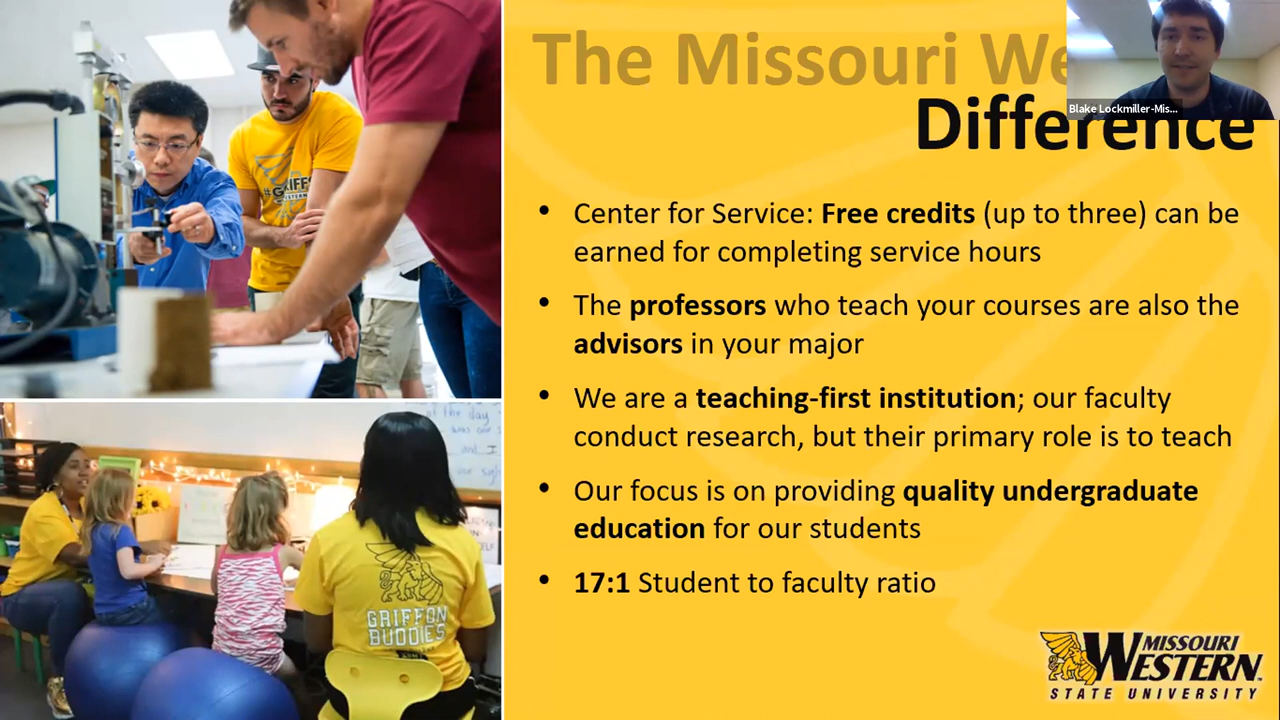 The Missouri We
Blake Lockmiller-Mis...
Difference
• Center for Service: Free credits (up to three) can be
earned for completing service hours
• The professors who teach your courses are also the
advisors in your major
• We are a teaching-first institution; our faculty
conduct research, but their primary role is to teach
• Our focus is on providing quality undergraduate
education for our students
• 17:1 Student to faculty ratio
MISSOURI
WESTERN
STATE UNIVERSITY
GRIFFON
BUDDIES
of the day